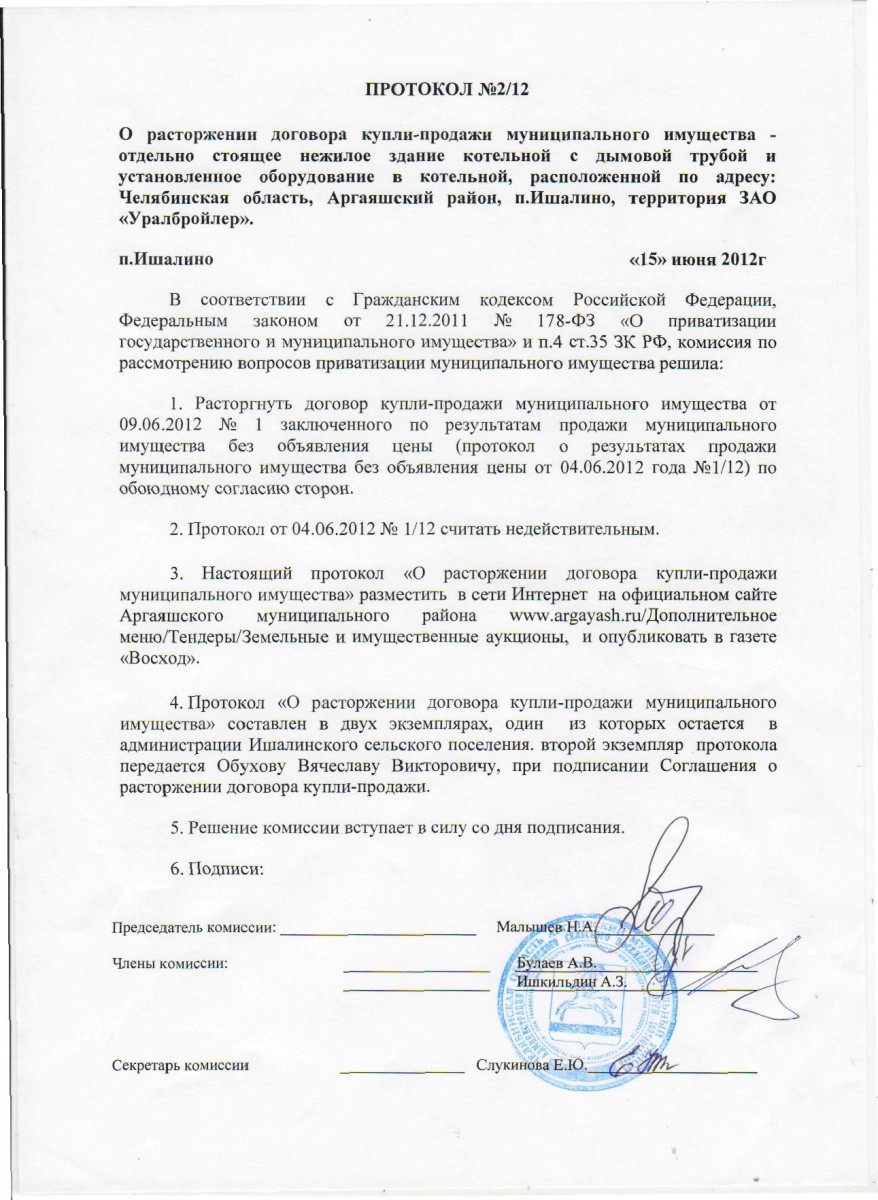 ПРОТОКОЛ №2/12
О расторжении договора купли-продажи муниципального имущества -
отдельно стоящее нежилое здание котельной с дымовой трубой и
установленное оборудование в котельной, расположенной по адресу:
Челябинская область, Аргаяшский район, п.Ишалино, территория ЗАО
«Уралбройлер».
п.Ишалино «15» июня 2012г
В соответствии с Гражданским кодексом Российской Федерации,
Федеральным законом от 21.12.2011 № 178-ФЗ «О приватизации
государственного и муниципального имущества» и п.4 ст.35 ЗК РФ, комиссия по
рассмотрению вопросов приватизации муниципального имущества решила:
1. Расторгнуть договор купли-продажи муниципального имущества от
09.06.2012 № 1 заключенного по результатам продажи муниципального
имущества без объявления цены (протокол о результатах продажи
муниципального имущества без объявления цены от 04.06.2012 года №1/12) по
обоюдному согласию сторон.
2. Протокол от 04.06.2012 № 1/12 считать недействительным.
3. Настоящий протокол «О расторжении договора купли-продажи
муниципального имущества» разместить в сети Интернет на официальном сайте
Аргаяшского муниципального района www.argayash.ru/Дополнительное
меню/Тендеры/Земельные и имущественные аукционы, и опубликовать в газете
«Восход».
4. Протокол «О расторжении договора купли-продажи муниципального
имущества» составлен в двух экземплярах, один из которых остается в
администрации Ишалинского сельского поселения. второй экземпляр протокола
передается Обухову Вячеславу Викторовичу, при подписании Соглашения о
расторжении договора купли-продажи.
5. Решение комиссии вступает в силу со дня подписания.
6. Подписи:
Председатель комиссии: Малышев Н.А.
Члены комиссии: Булаев А.В.
Ишкильдин А.З.
Секретарь комиссии Слукинова Е.Ю.